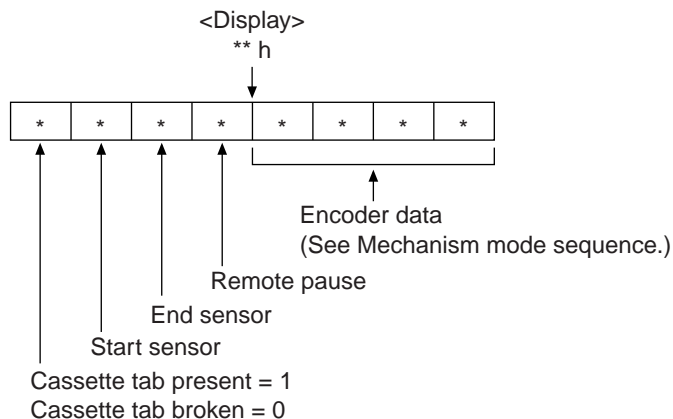 <Display>
** h
* * * * * * * *
Encoder data
(See Mechanism mode sequence.)
Remote pause
End sensor
Start sensor
Cassette tab present = 1
Cassette tab broken = 0